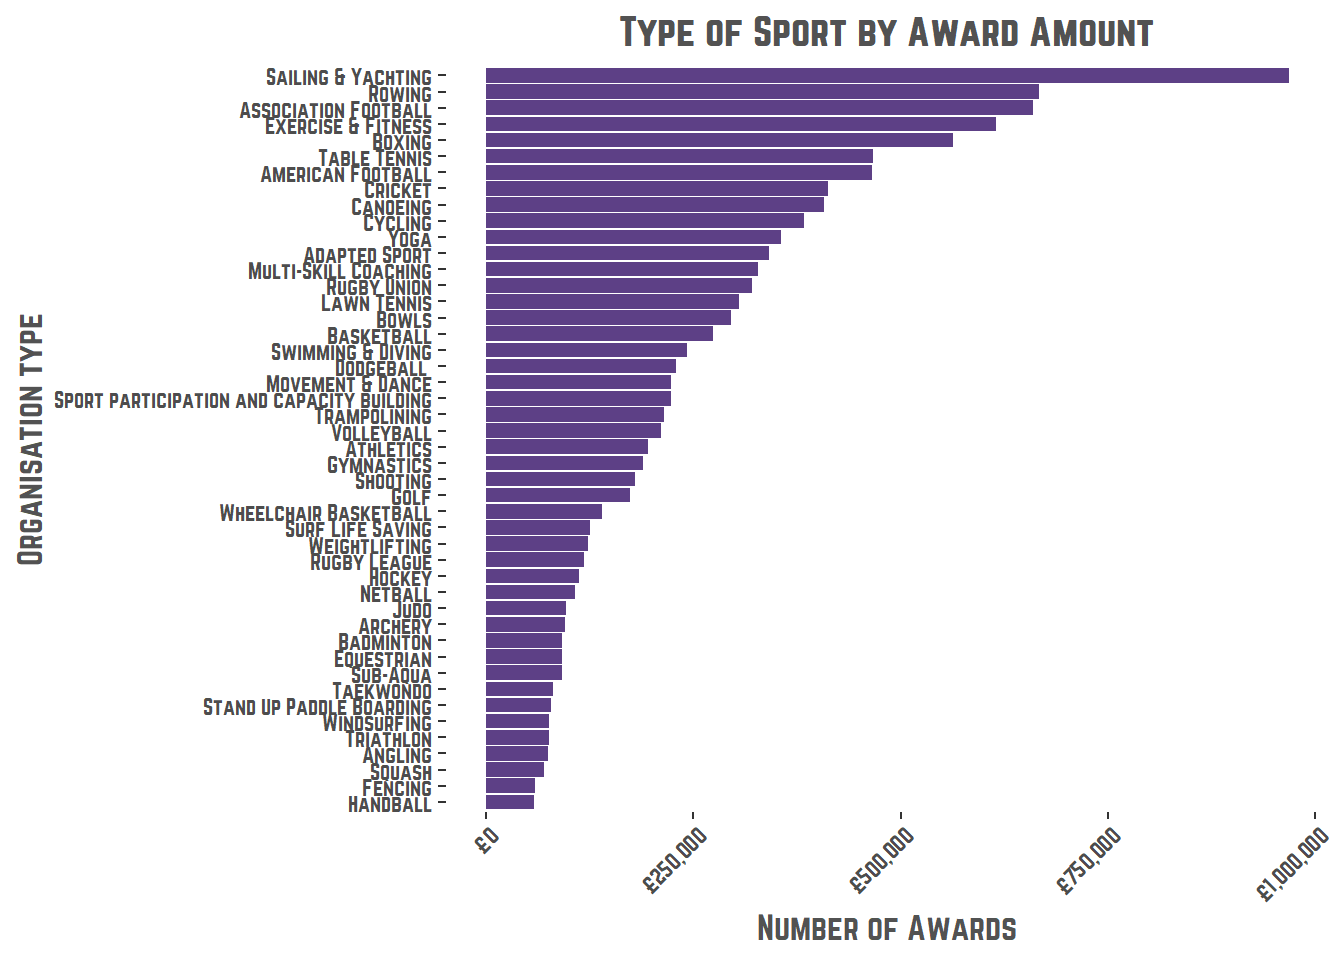 Type of Sport by Award Amount
Sailing & Yachting
Rowing
Association Football
Exercise & Fitness
Boxing
Table Tennis
American Football
Cricket
Canoeing
Cycling
Yoga
Adapted Sport
Multi-Skill Coaching
Rugby Union
Lawn Tennis
Bowls
Basketball
Swimming & Diving
Dodgeball
Movement & Dance
Sport participation and capacity building
Trampolining
Volleyball
Athletics
Gymnastics
Shooting
Golf
Wheelchair Basketball
Surf Life Saving
Weightlifting
Rugby League
Hockey
Netball
Judo
Archery
Badminton
Equestrian
Sub-Aqua
Taekwondo
Stand Up Paddle Boarding
Windsurfing
Triathlon
Angling
Squash
Fencing
Handball
Organisation type
£0
£250,000
£500,000
£750,000
£1,000,000
Number of Awards